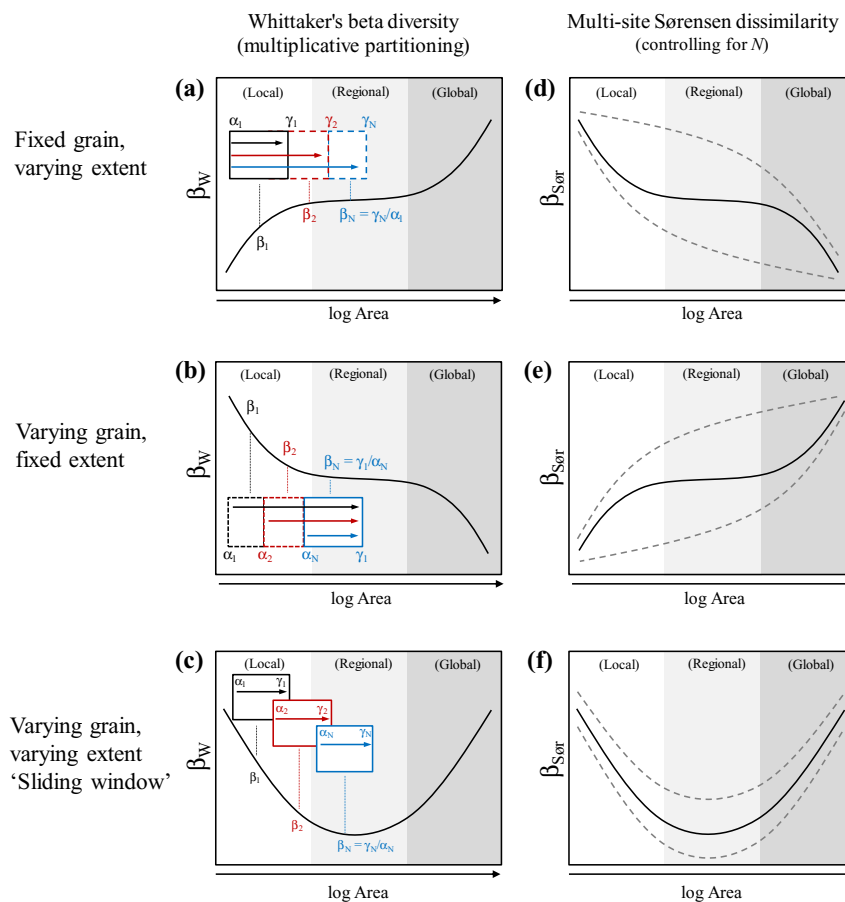 Whittaker's beta diversity
(multiplicative partitioning)
Multi-site Sørensen dissimilarity
(controlling for N)
Fixed grain,
varying extent
(a)
(Local)
(Regional)
(Global)
α1
γ1
γ2
γN
β1
β2
βN = γN/α1
βW
log Area
(d)
(Local)
(Regional)
(Global)
βSør
log Area
Varying grain,
fixed extent
(b)
(Local)
(Regional)
(Global)
β1
β2
βN = γ1/αN
α1
α2
αN
γ1
βW
log Area
(e)
(Local)
(Regional)
(Global)
βSør
log Area
Varying grain,
varying extent
‘Sliding window’
(c)
(Local)
(Regional)
(Global)
α1
γ1
α2
γ2
αN
γN
β1
β2
βN = γN/αN
βW
log Area
(f)
(Local)
(Regional)
(Global)
βSør
log Area